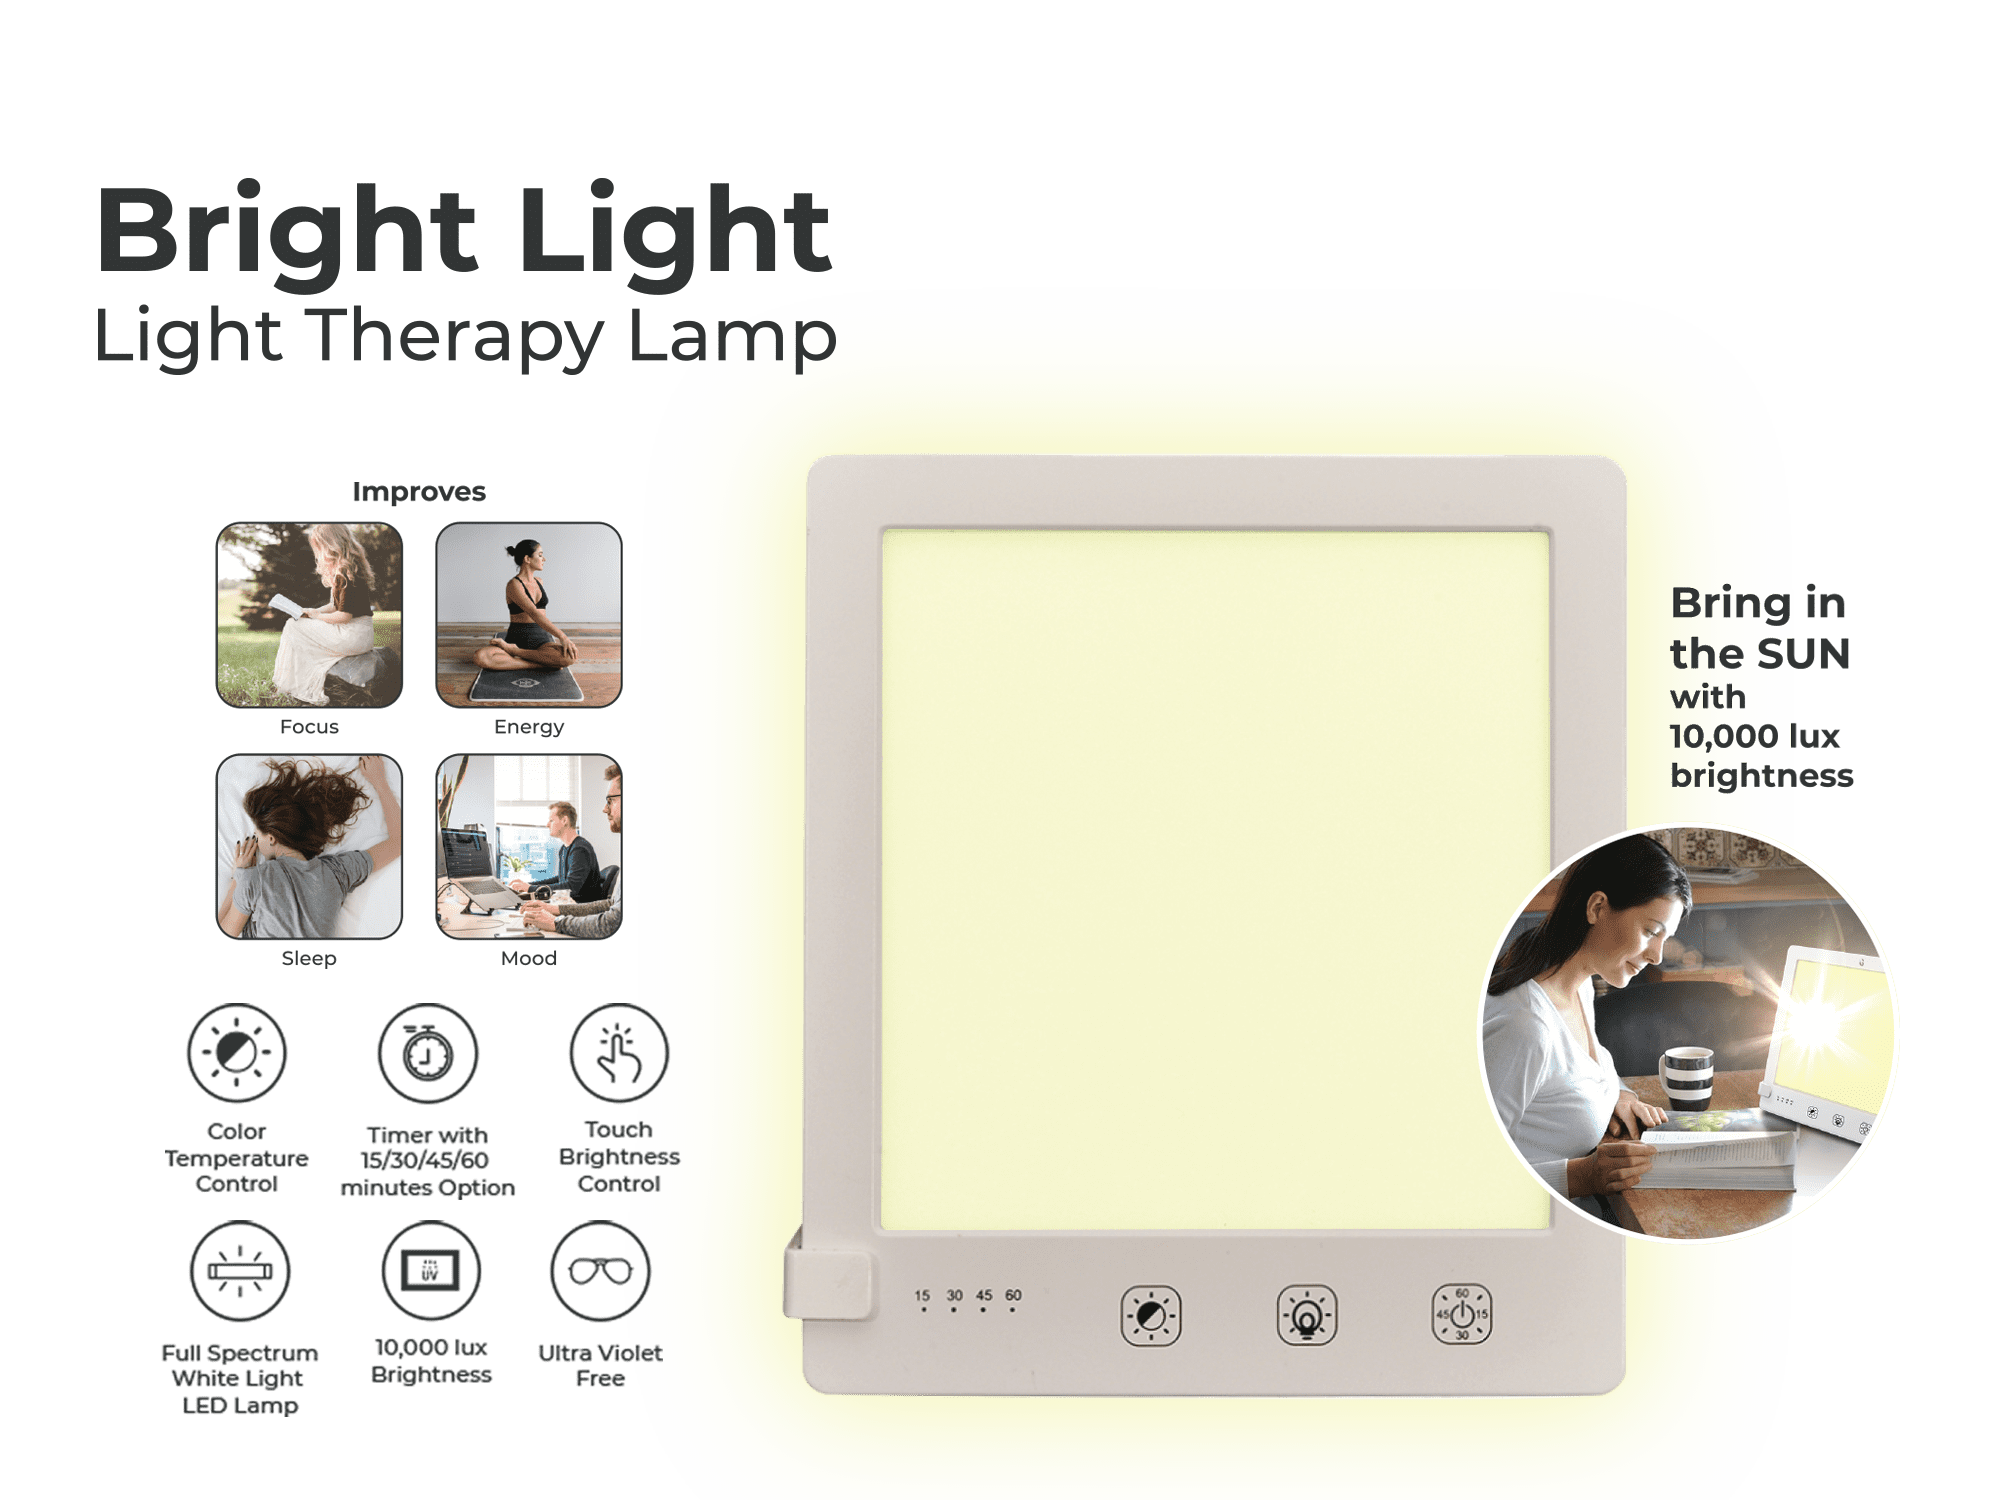 Bright Light
Light Therapy Lamp
Improves
Focus
Energy
Sleep
Mood
Color
Temperature
Control
Timer with
15/30/45/60
minutes Option
Touch
Brightness
Control
Full Spectrum
White Light
LED Lamp
UV
10,000 lux
Brightness
Ultra Violet
Free
15 30 45 60
60
45 15
30
Bring in
the SUN
with
10,000 lux
brightness